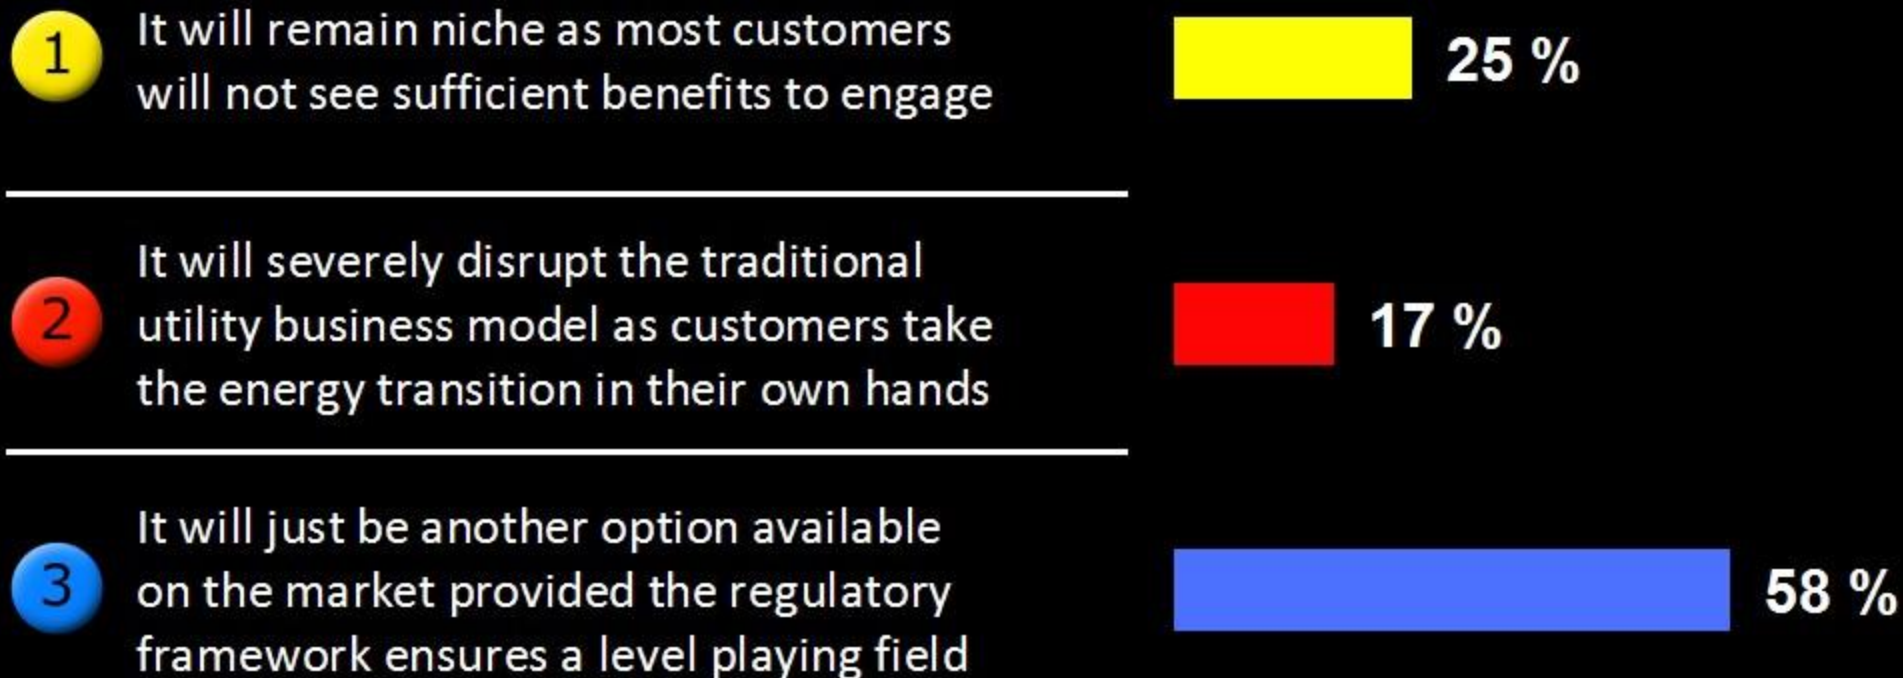 1
It will remain niche as most customers
will not see sufficient benefits to engage
25 %
2
It will severely disrupt the traditional
utility business model as customers take
the energy transition in their own hands
17 %
3
It will just be another option available
on the market provided the regulatory
framework ensures a level playing field
58 %